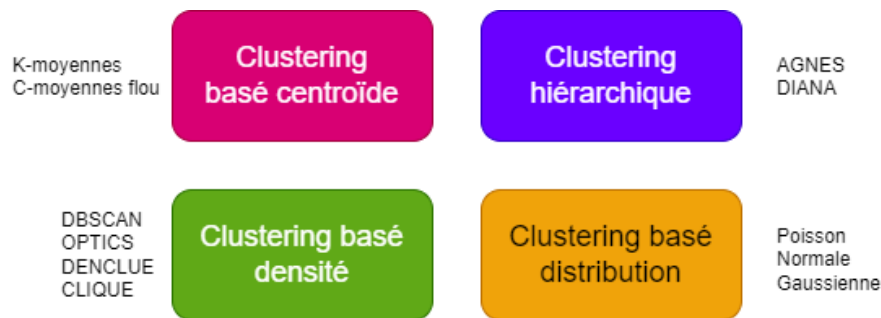 K-moyennes
C-moyennes flou
Clustering
basé centroïde
Clustering
hiérarchique
AGNES
DIANA
DBSCAN
OPTICS
DENCLUE
CLIQUE
Clustering basé
densité
Clustering basé
distribution
Poisson
Normale
Gaussienne